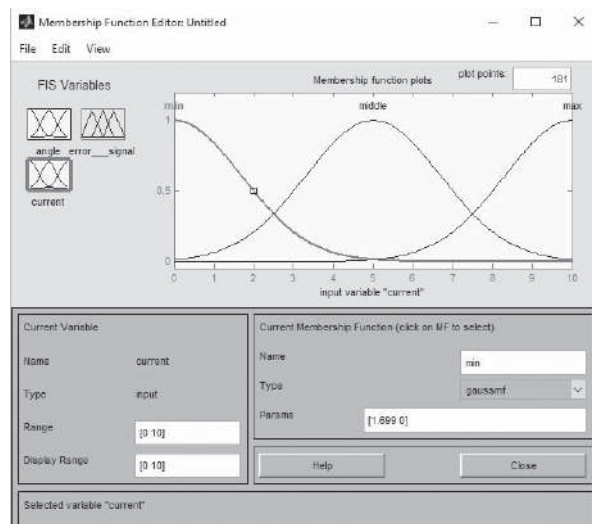 Membership Function Editor: Untitled
File Edit View
FIS Variables
angle error___signal
current
Membership function plots
plot points:
181
min middle max
1
0.5
0
0 1 2 3 4 5 6 7 8 9 10
input variable "current"
Current Variable
Name current
Type input
Range [0 10]
Display Range [0 10]
Current Membership Function (click on MF to select)
Name min
Type gaussmf
Params [1.699 0]
Help Close
Selected variable "current"